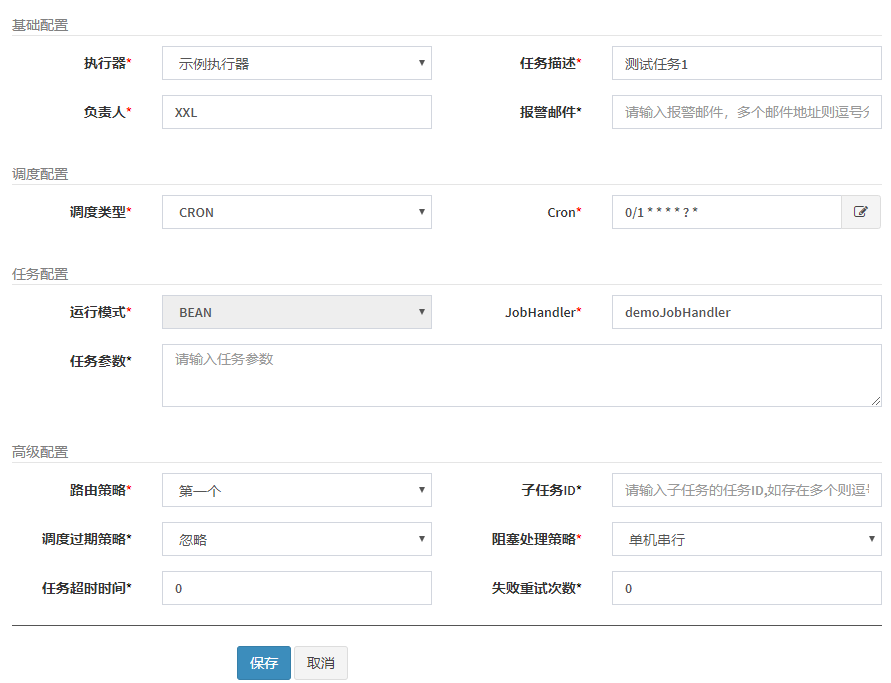 基础配置
执行器* 示例执行器 任务描述* 测试任务1
负责人* XXL 报警邮件* 请输入报警邮件，多个邮件地址则逗号分
调度配置
调度类型* CRON Cron* 0/1 * * * * ? *
任务配置
运行模式* BEAN JobHandler* demoJobHandler
任务参数* 请输入任务参数
高级配置
路由策略* 第一个 子任务ID* 请输入子任务的任务ID,如存在多个则逗号
调度过期策略* 忽略 阻塞处理策略* 单机串行
任务超时时间* 0 失败重试次数* 0
保存 取消